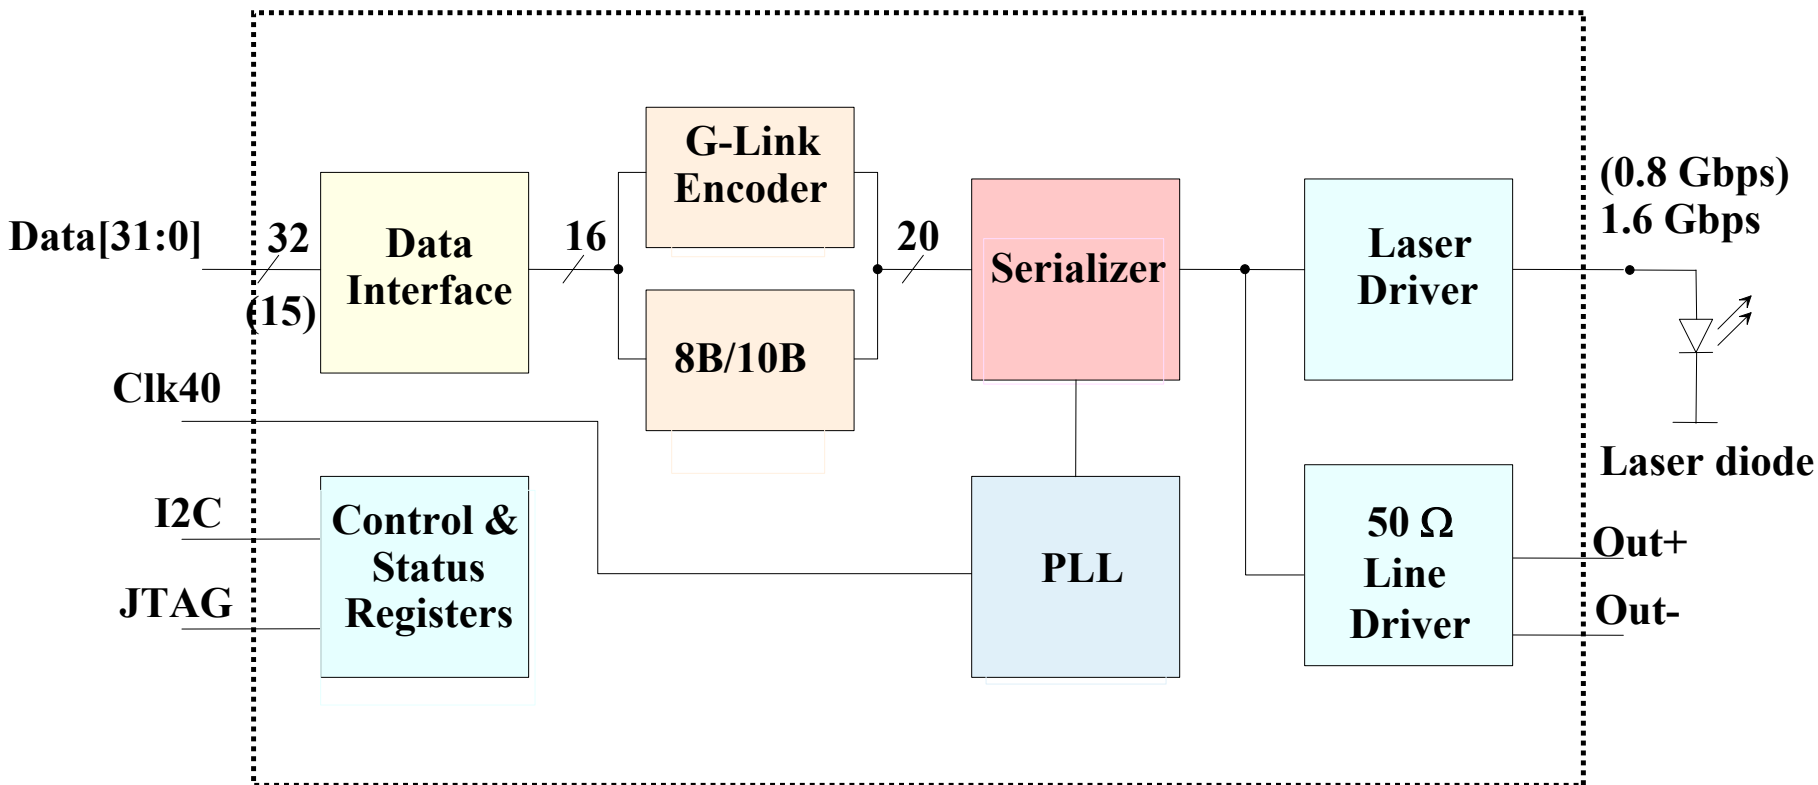 G-Link
Encoder
(0.8 Gbps)
1.6 Gbps
Data[31:0]
32
(15)
Data
Interface
16
20
Serializer
Laser
Driver
8B/10B
Clk40
Laser diode
I2C
JTAG
Control &
Status
Registers
PLL
50 Ω
Line
Driver
Out+
Out-